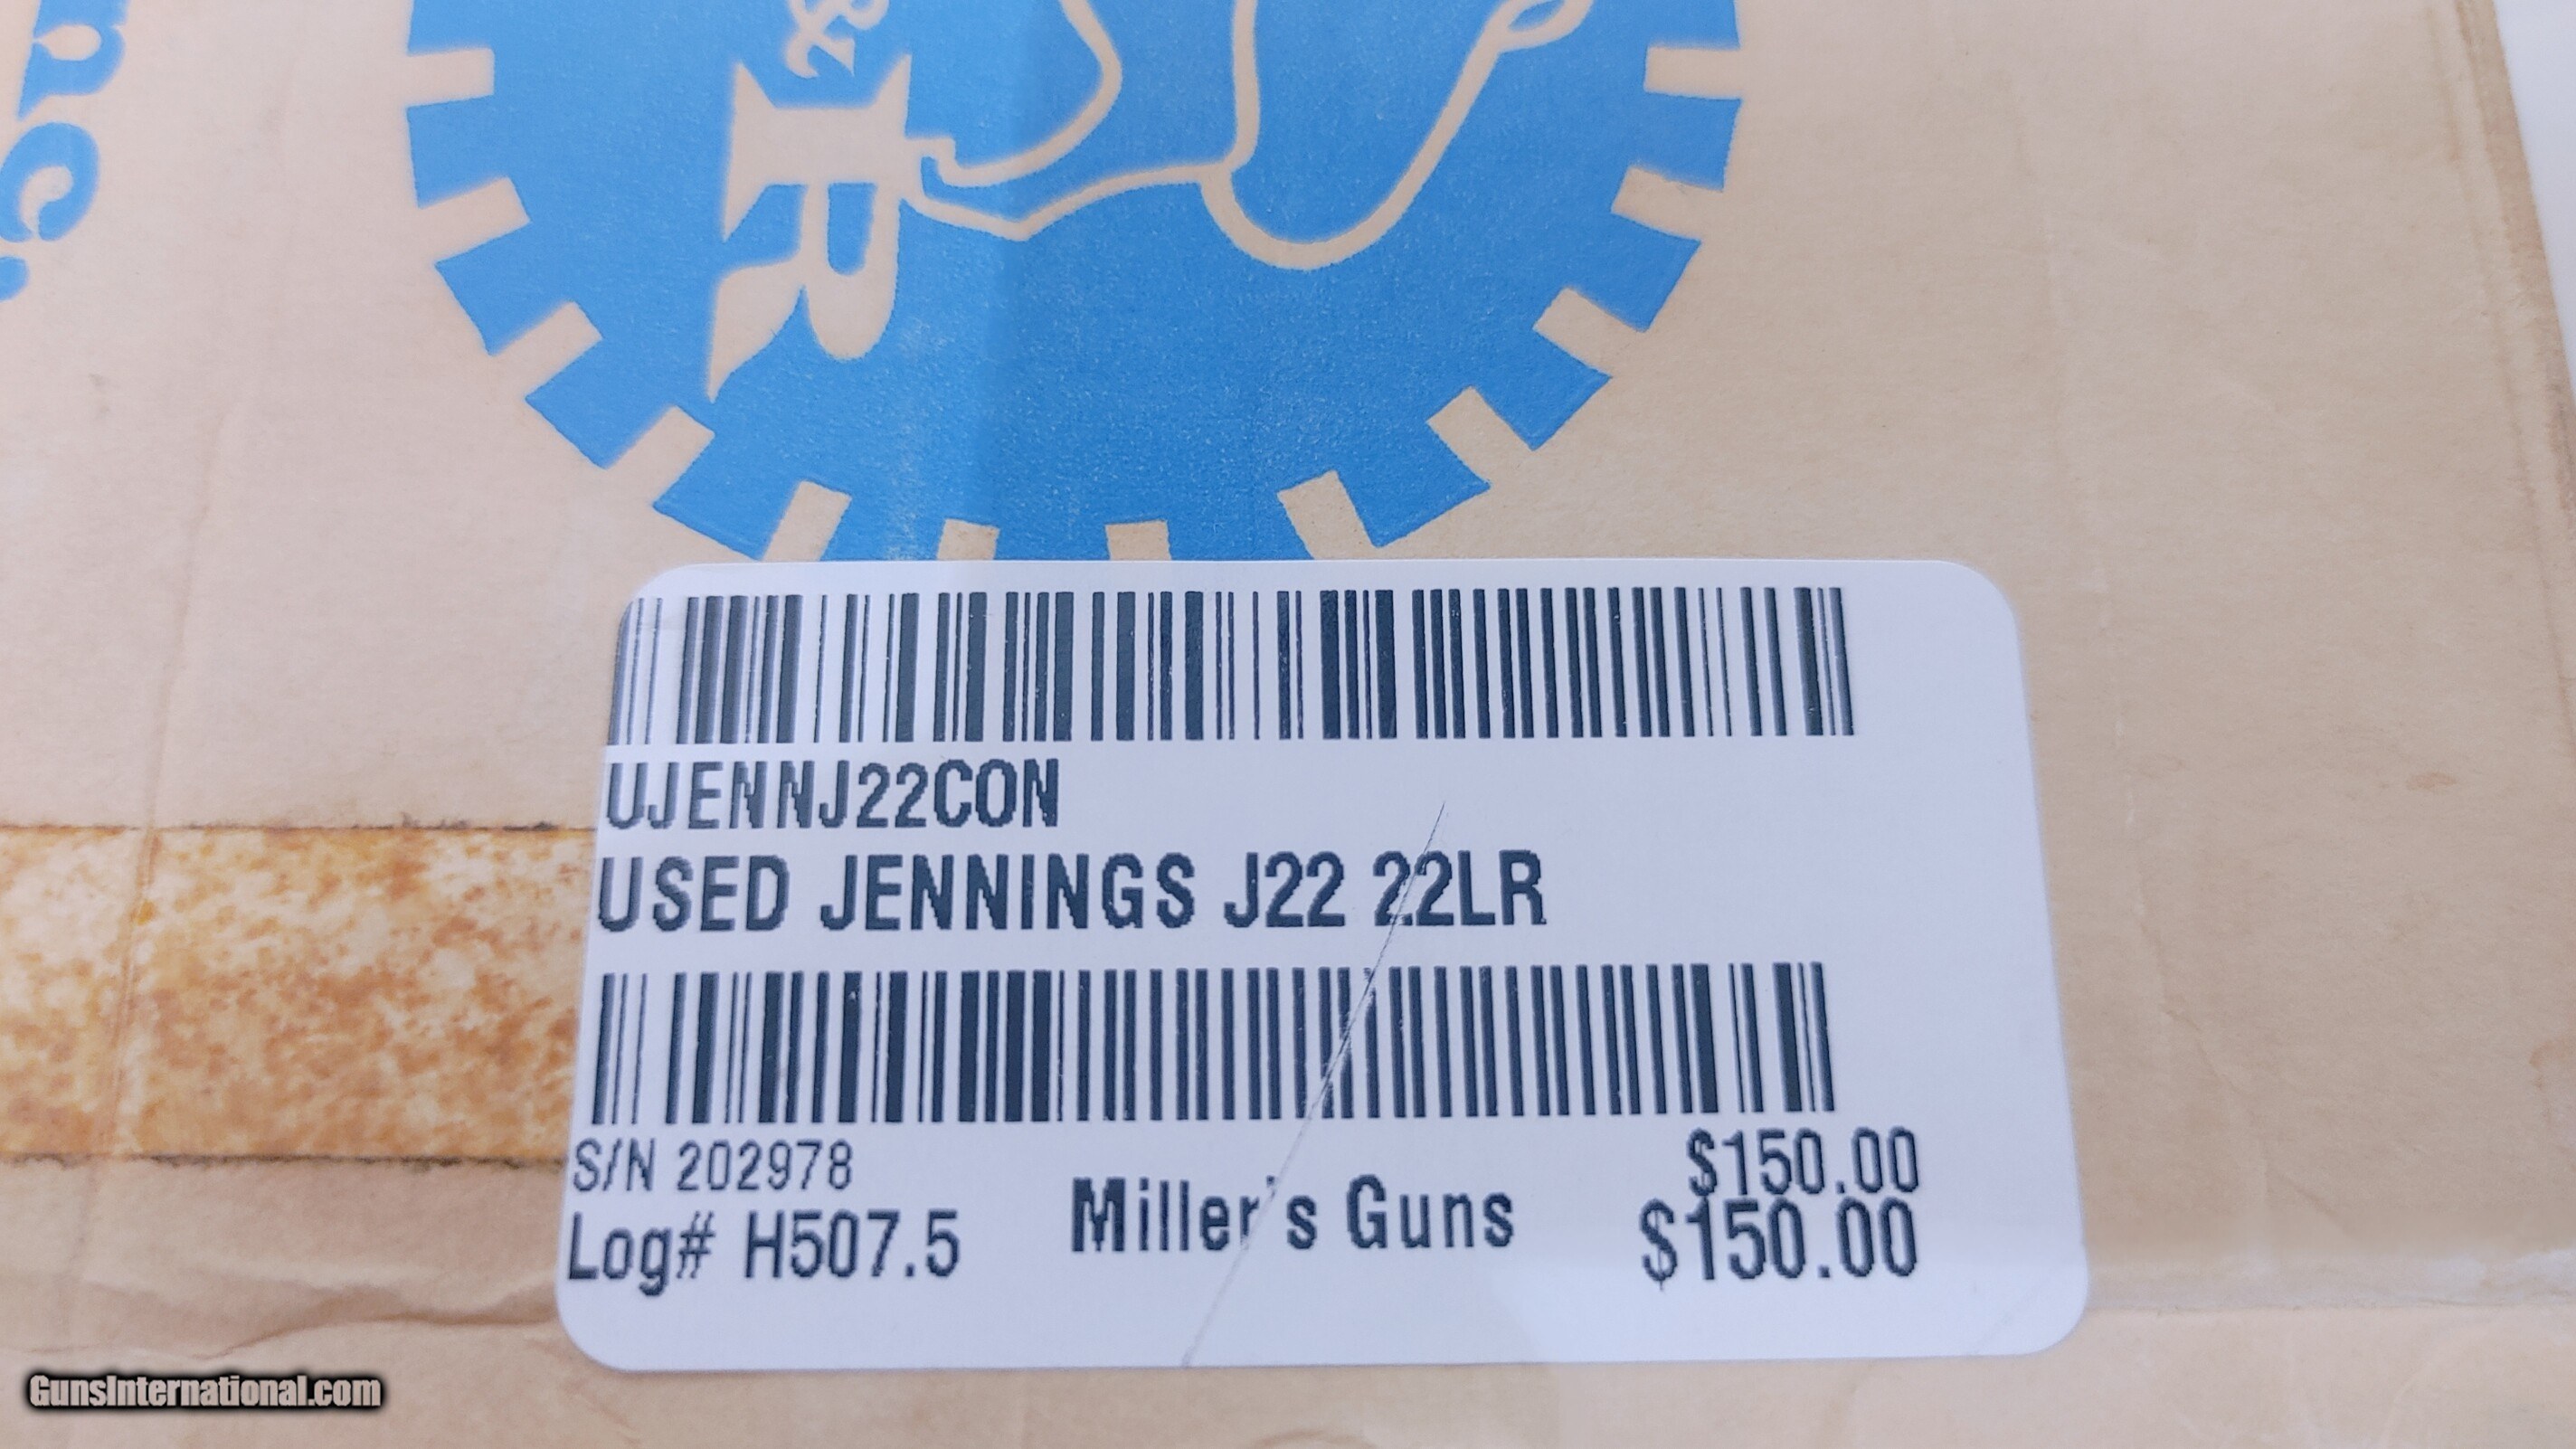 &
R
UJENNJ22CON
USED JENNINGS J22 22LR
S/N 202978
$150.00
Log# H507.5
Miller's Guns
$150.00
GunsInternational.com